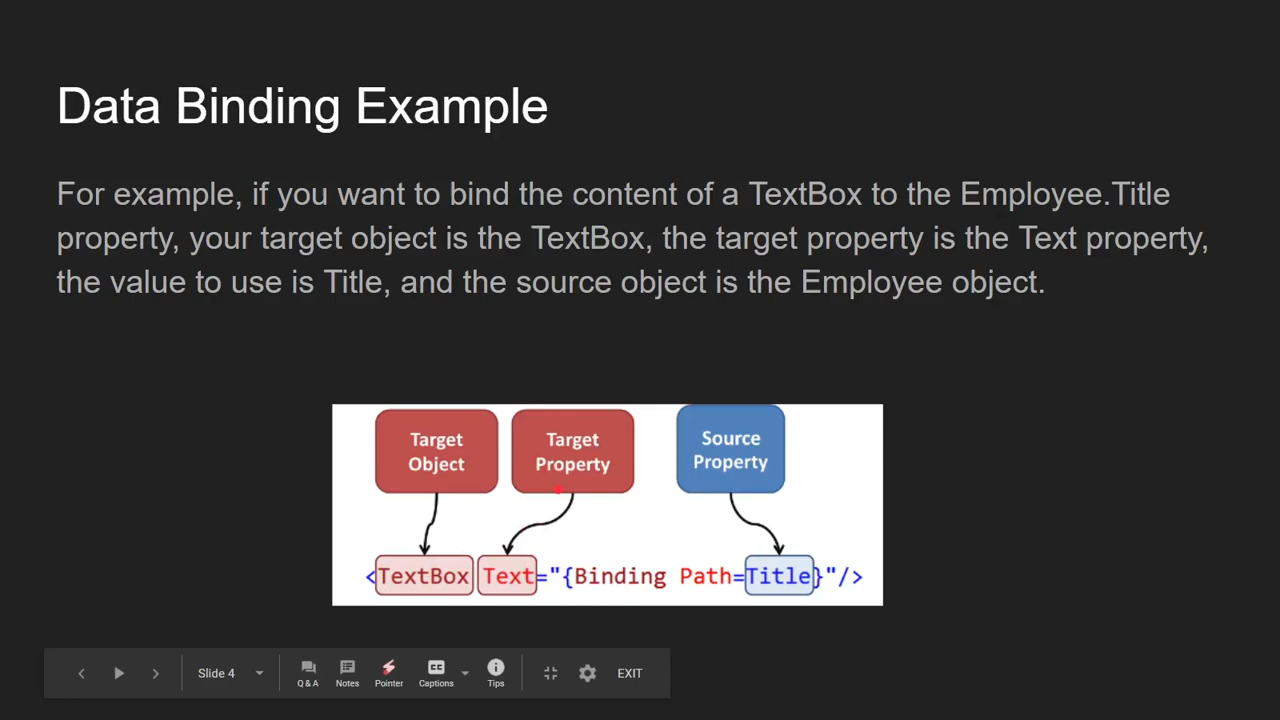 Data Binding Example
For example, if you want to bind the content of a TextBox to the Employee.Title
property, your target object is the TextBox, the target property is the Text property,
the value to use is Title, and the source object is the Employee object.
Target
Object
Target
Property
Source
Property
<TextBox Text="{Binding Path=Title}"/>
Slide 4
Q & A
Notes
Pointer
CC
Captions
Tips
EXIT